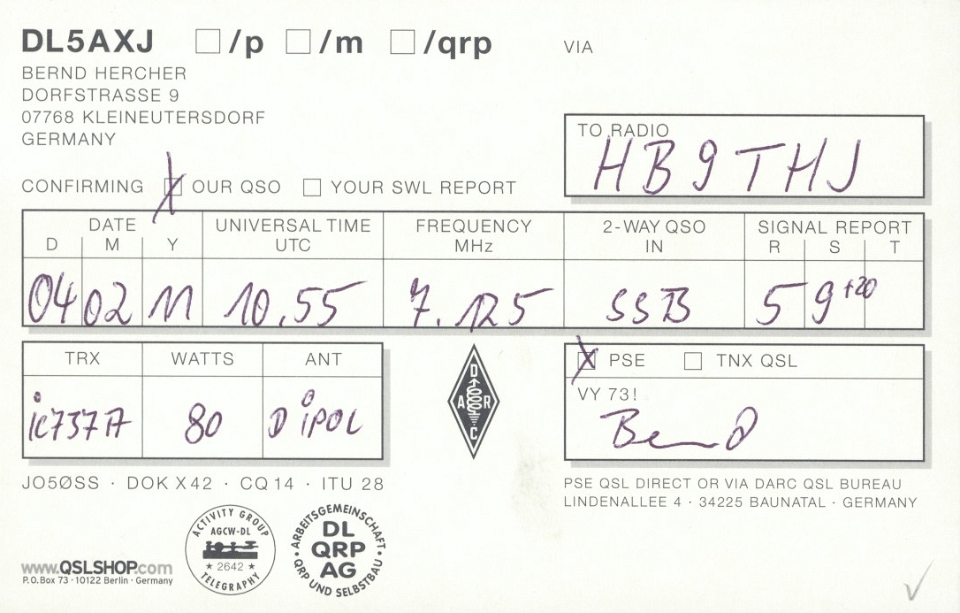 DL5AXJ □/p □/m □/qrp
VIA
BERND HERCHER
DORFSTRASSE 9
07768 KLEINEUTERSDORF
GERMANY
TO RADIO
HB9THJ
CONFIRMING ☒ OUR QSO □ YOUR SWL REPORT
DATE UNIVERSAL TIME FREQUENCY 2-WAY QSO SIGNAL REPORT
D M Y UTC MHz IN R S T
04 02 11 10.55 7.125 SSB 5 9 +20
TRX WATTS ANT
ic737A 80 DiPOL
D
A R
C
☒ PSE □ TNX QSL
VY 73!
Bernd
JO5ØSS · DOK X42 · CQ 14 · ITU 28
PSE QSL DIRECT OR VIA DARC QSL BUREAU
LINDENALLEE 4 · 34225 BAUNATAL · GERMANY
ACTIVITY GROUP
AGCW-DL
★ 2642 ★
TELEGRAPHY
ARBEITSGEMEINSCHAFT
DL
QRP
AG
QRP UND SELBSTBAU
www.QSLSHOP.com
P.O.Box 73 · 10122 Berlin · Germany